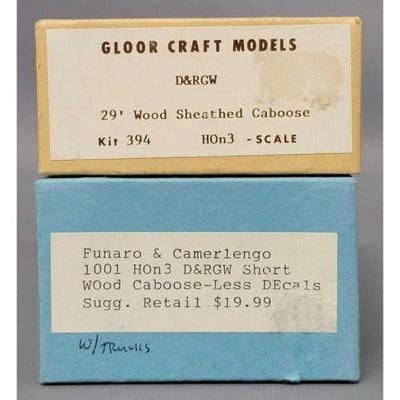 GLOOR CRAFT MODELS
D&RGW
29' Wood Sheathed Caboose
Kit 394 HOn3 - SCALE
Funaro & Camerlengo
1001 HOn3 D&RGW Short
WOod Caboose-Less DEcals
Sugg. Retail $19.99
W/TRUCKS